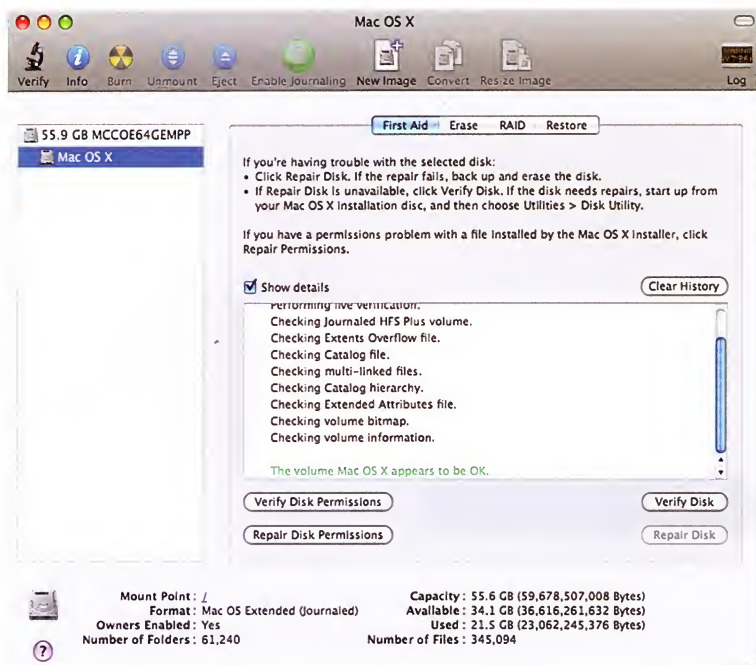 Mac OS X
Verify Info Burn Unmount Eject Enable Journaling New Image Convert Resize Image Log
55.9 GB MCCOE64GEMPP
Mac OS X
First Aid Erase RAID Restore
If you're having trouble with the selected disk:
• Click Repair Disk. If the repair fails, back up and erase the disk.
• If Repair Disk is unavailable, click Verify Disk. If the disk needs repairs, start up from
your Mac OS X Installation disc, and then choose Utilities > Disk Utility.
If you have a permissions problem with a file installed by the Mac OS X installer, click
Repair Permissions.
Show details
Clear History
Performing live verification.
Checking Journaled HFS Plus volume.
Checking Extents Overflow file.
Checking Catalog file.
Checking multi-linked files.
Checking Catalog hierarchy.
Checking Extended Attributes file.
Checking volume bitmap.
Checking volume information.
The volume Mac OS X appears to be OK.
Verify Disk Permissions
Verify Disk
Repair Disk Permissions
Repair Disk
Mount Point : /
Format : Mac OS Extended (Journaled)
Owners Enabled : Yes
Number of Folders : 61,240
Capacity : 55.6 GB (59,678,507,008 Bytes)
Available : 34.1 GB (36,616,261,632 Bytes)
Used : 21.5 GB (23,062,245,376 Bytes)
Number of Files : 345,094
?